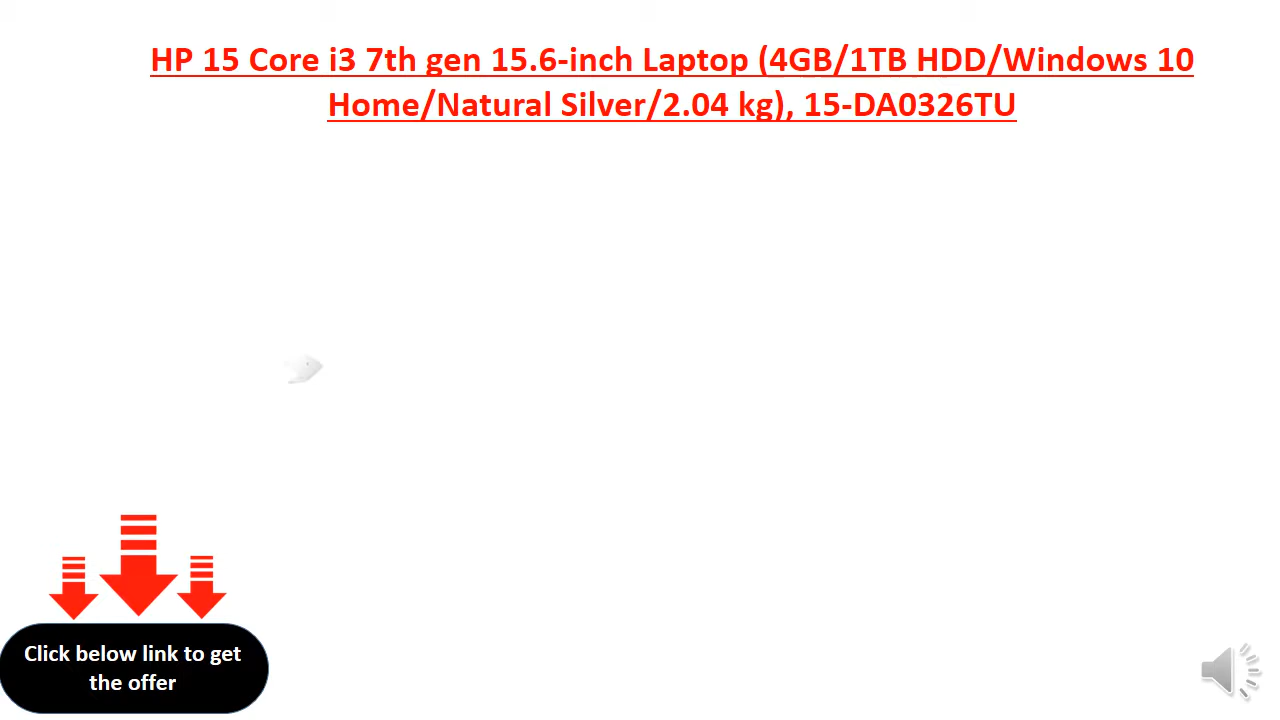 HP 15 Core i3 7th gen 15.6-inch Laptop (4GB/1TB HDD/Windows 10
Home/Natural Silver/2.04 kg), 15-DA0326TU
Click below link to get
the offer